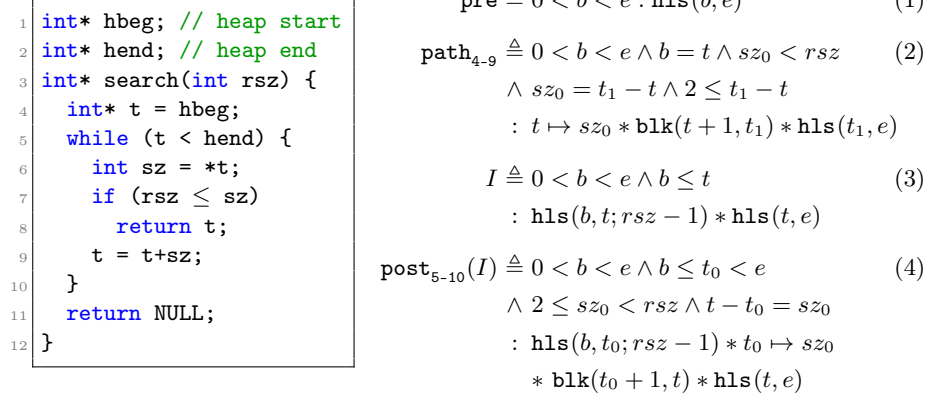 1 int* hbeg; // heap start
2 int* hend; // heap end
3 int* search(int rsz) {
4 int* t = hbeg;
5 while (t < hend) {
6 int sz = *t;
7 if (rsz ≤ sz)
8 return t;
9 t = t+sz;
10 }
11 return NULL;
12 }
pre ≜ 0 < b < e : hls(b, e) (1)
path₄₋₉ ≜ 0 < b < e ∧ b = t ∧ sz₀ < rsz (2)
∧ sz₀ = t₁ − t ∧ 2 ≤ t₁ − t
: t ↦ sz₀ * blk(t + 1, t₁) * hls(t₁, e)
I ≜ 0 < b < e ∧ b ≤ t (3)
: hls(b, t; rsz − 1) * hls(t, e)
post₅₋₁₀(I) ≜ 0 < b < e ∧ b ≤ t₀ < e (4)
∧ 2 ≤ sz₀ < rsz ∧ t − t₀ = sz₀
: hls(b, t₀; rsz − 1) * t₀ ↦ sz₀
* blk(t₀ + 1, t) * hls(t, e)